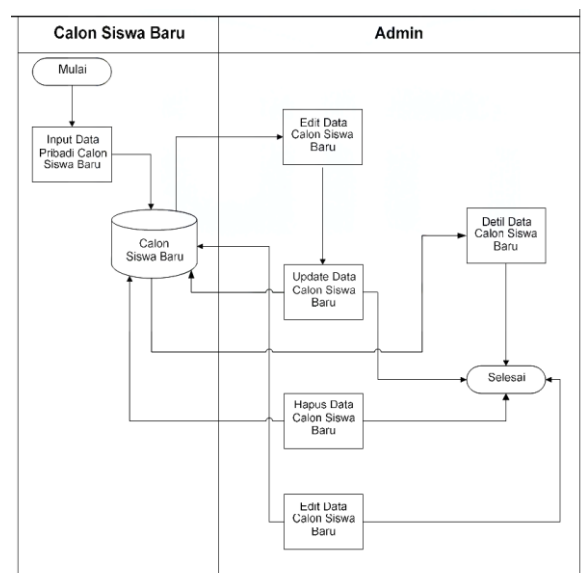 Calon Siswa Baru
Admin
Mulai
Input Data
Pribadi Calon
Siswa Baru
Edit Data
Calon Siswa
Baru
Calon
Siswa Baru
Detil Data
Calon Siswa
Baru
Update Data
Calon Siswa
Baru
Selesai
Hapus Data
Calon Siswa
Baru
Edit Data
Calon Siswa
Baru